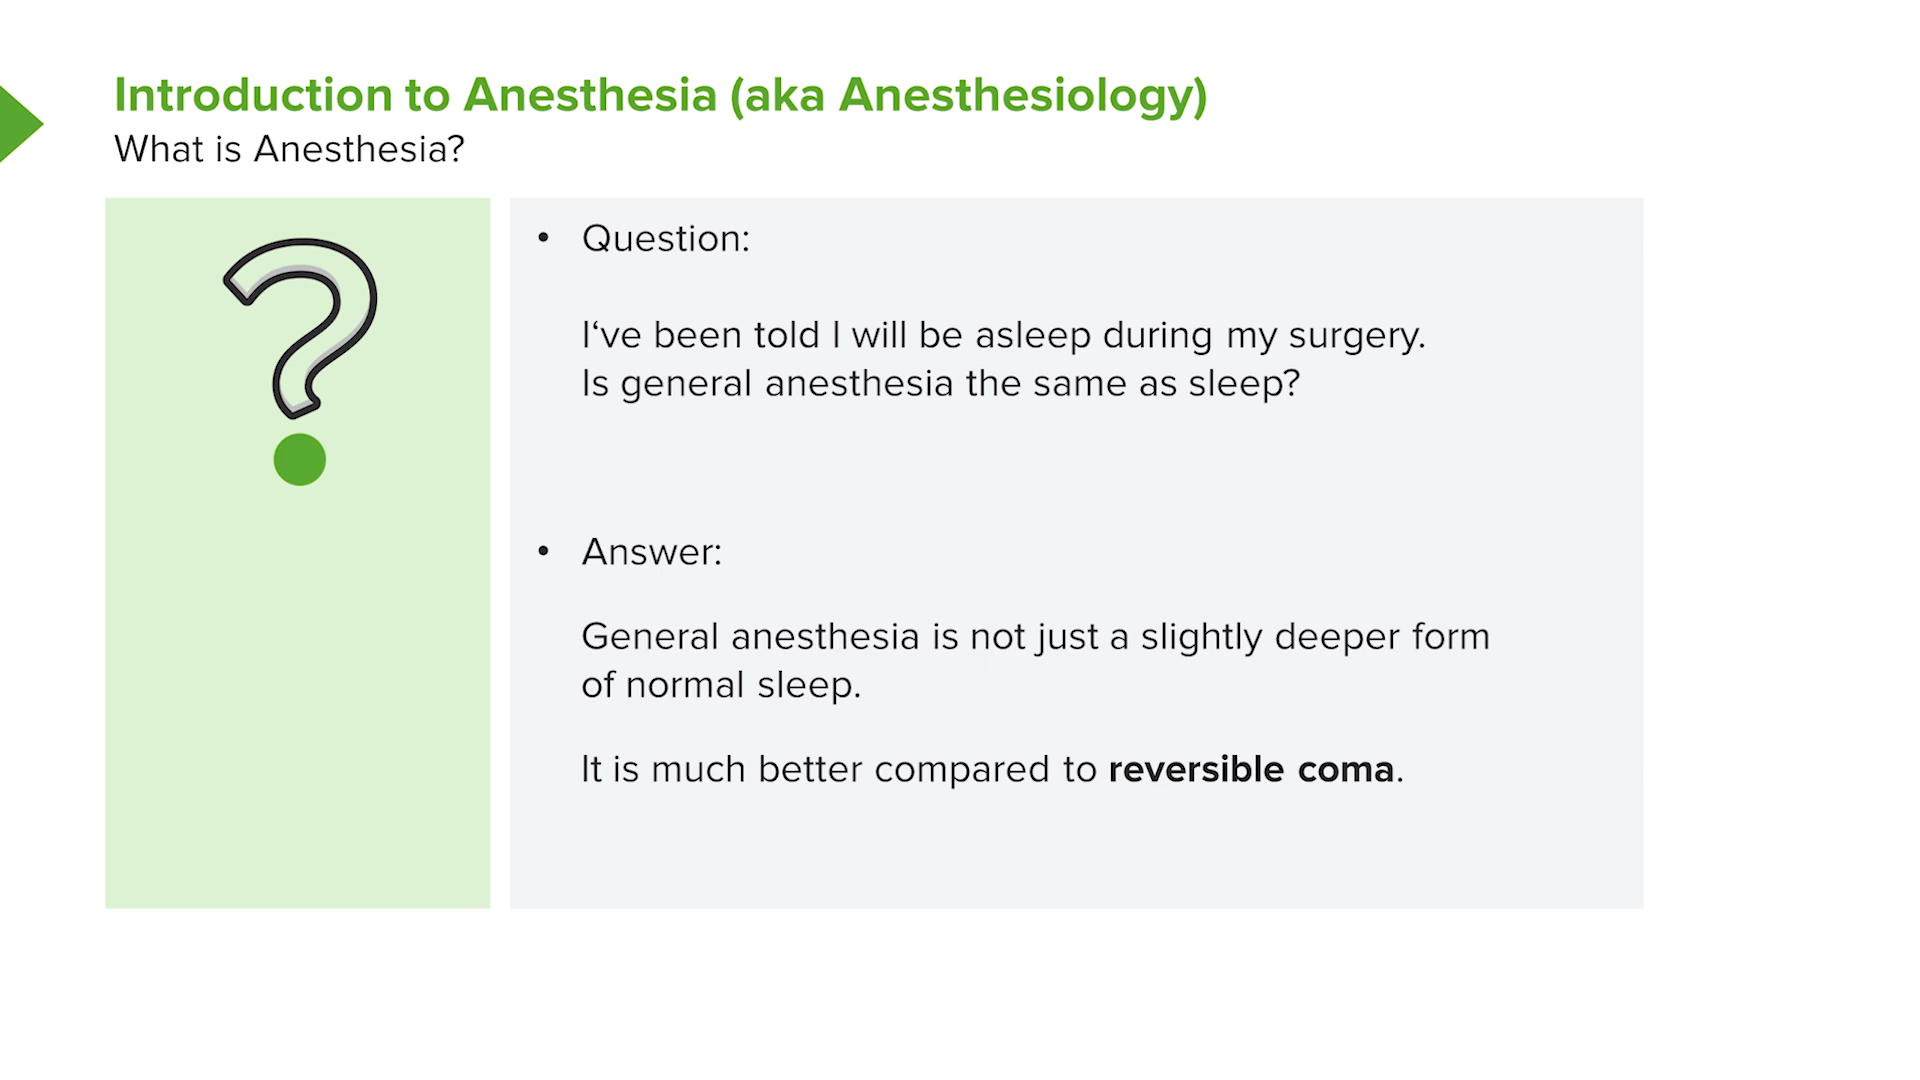 Introduction to Anesthesia (aka Anesthesiology)
What is Anesthesia?
• Question:
I‘ve been told I will be asleep during my surgery.
Is general anesthesia the same as sleep?
• Answer:
General anesthesia is not just a slightly deeper form
of normal sleep.
It is much better compared to reversible coma.